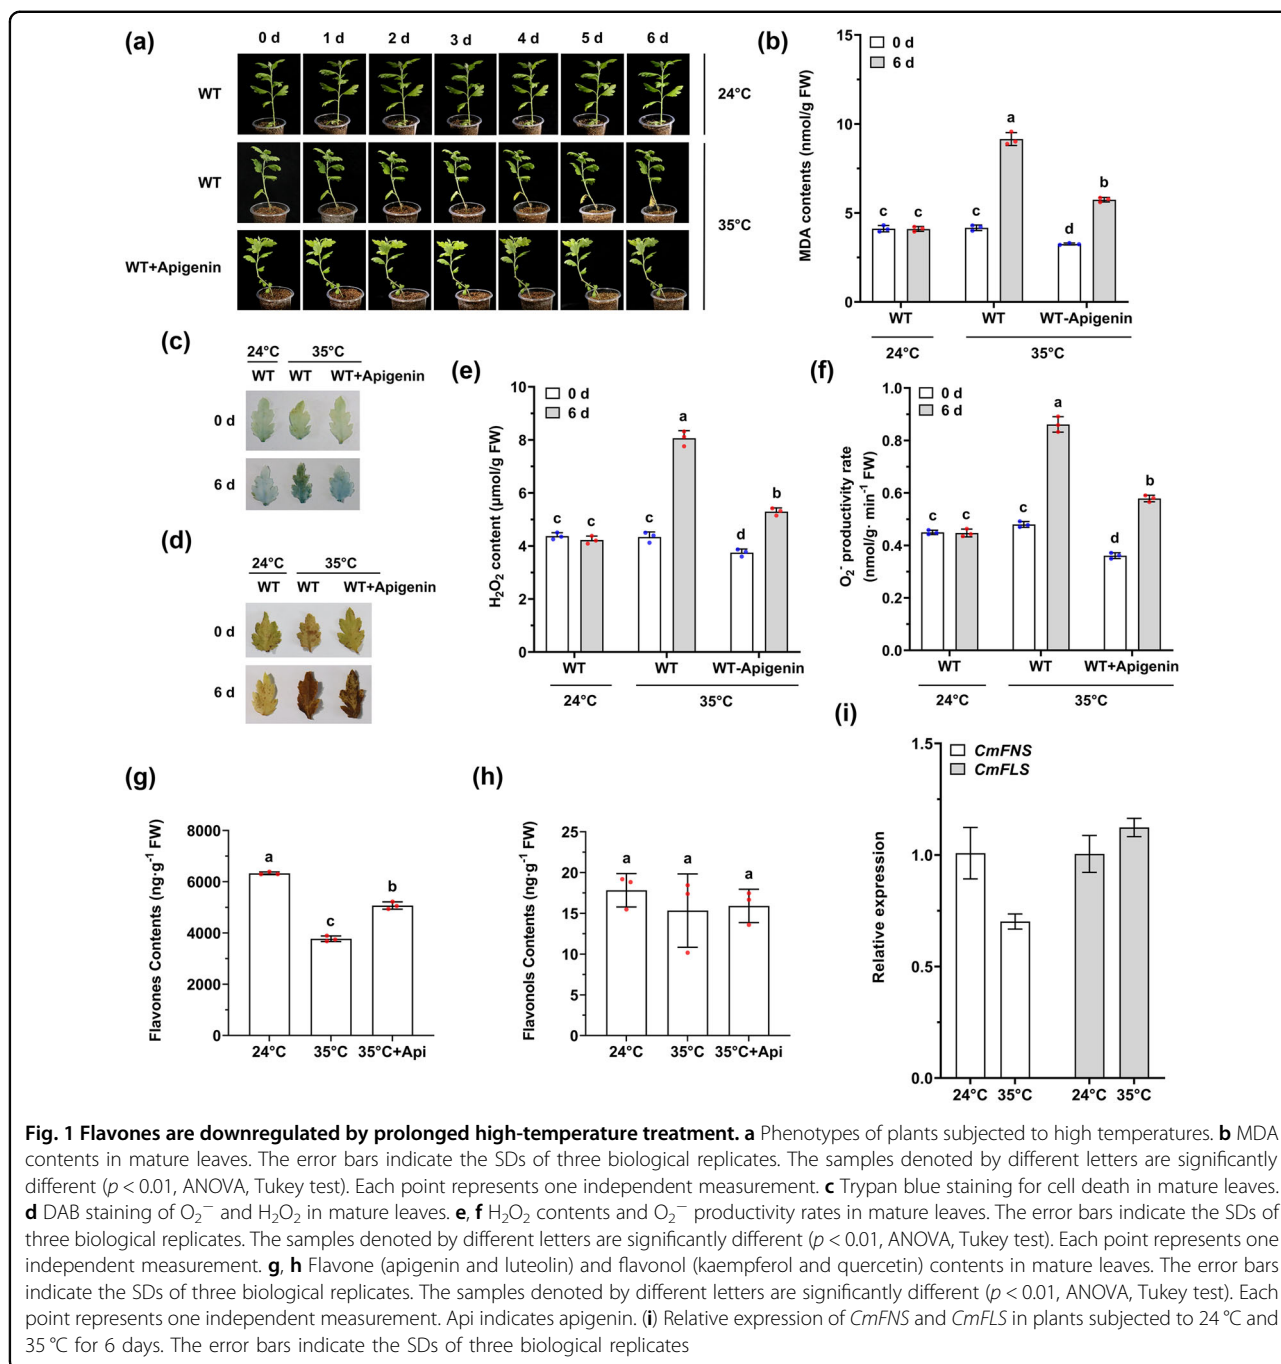 (a)
0 d 1 d 2 d 3 d 4 d 5 d 6 d
WT
24°C
WT
35°C
WT+Apigenin
(b)
MDA contents (nmol/g FW)
15
10
5
0
0 d
6 d
c c c a d b
WT WT WT-Apigenin
24°C 35°C
(c)
24°C 35°C
WT WT WT+Apigenin
0 d
6 d
(d)
24°C 35°C
WT WT WT+Apigenin
0 d
6 d
(e)
H₂O₂ content (μmol/g FW)
10
8
6
4
2
0
0 d
6 d
c c c a d b
WT WT WT-Apigenin
24°C 35°C
(f)
O₂⁻ productivity rate
(nmol/g· min⁻¹ FW)
1.0
0.8
0.6
0.4
0.2
0.0
0 d
6 d
c c c a d b
WT WT WT+Apigenin
24°C 35°C
(g)
Flavones Contents (ng·g⁻¹ FW)
8000
6000
4000
2000
0
a c b
24°C 35°C 35°C+Api
(h)
Flavonols Contents (ng·g⁻¹ FW)
25
20
15
10
5
0
a a a
24°C 35°C 35°C+Api
(i)
Relative expression
1.5
1.0
0.5
0.0
CmFNS
CmFLS
24°C 35°C 24°C 35°C
Fig. 1 Flavones are downregulated by prolonged high-temperature treatment. a Phenotypes of plants subjected to high temperatures. b MDA
contents in mature leaves. The error bars indicate the SDs of three biological replicates. The samples denoted by different letters are significantly
different (p < 0.01, ANOVA, Tukey test). Each point represents one independent measurement. c Trypan blue staining for cell death in mature leaves.
d DAB staining of O₂⁻ and H₂O₂ in mature leaves. e, f H₂O₂ contents and O₂⁻ productivity rates in mature leaves. The error bars indicate the SDs of
three biological replicates. The samples denoted by different letters are significantly different (p < 0.01, ANOVA, Tukey test). Each point represents one
independent measurement. g, h Flavone (apigenin and luteolin) and flavonol (kaempferol and quercetin) contents in mature leaves. The error bars
indicate the SDs of three biological replicates. The samples denoted by different letters are significantly different (p < 0.01, ANOVA, Tukey test). Each
point represents one independent measurement. Api indicates apigenin. (i) Relative expression of CmFNS and CmFLS in plants subjected to 24 °C and
35 °C for 6 days. The error bars indicate the SDs of three biological replicates